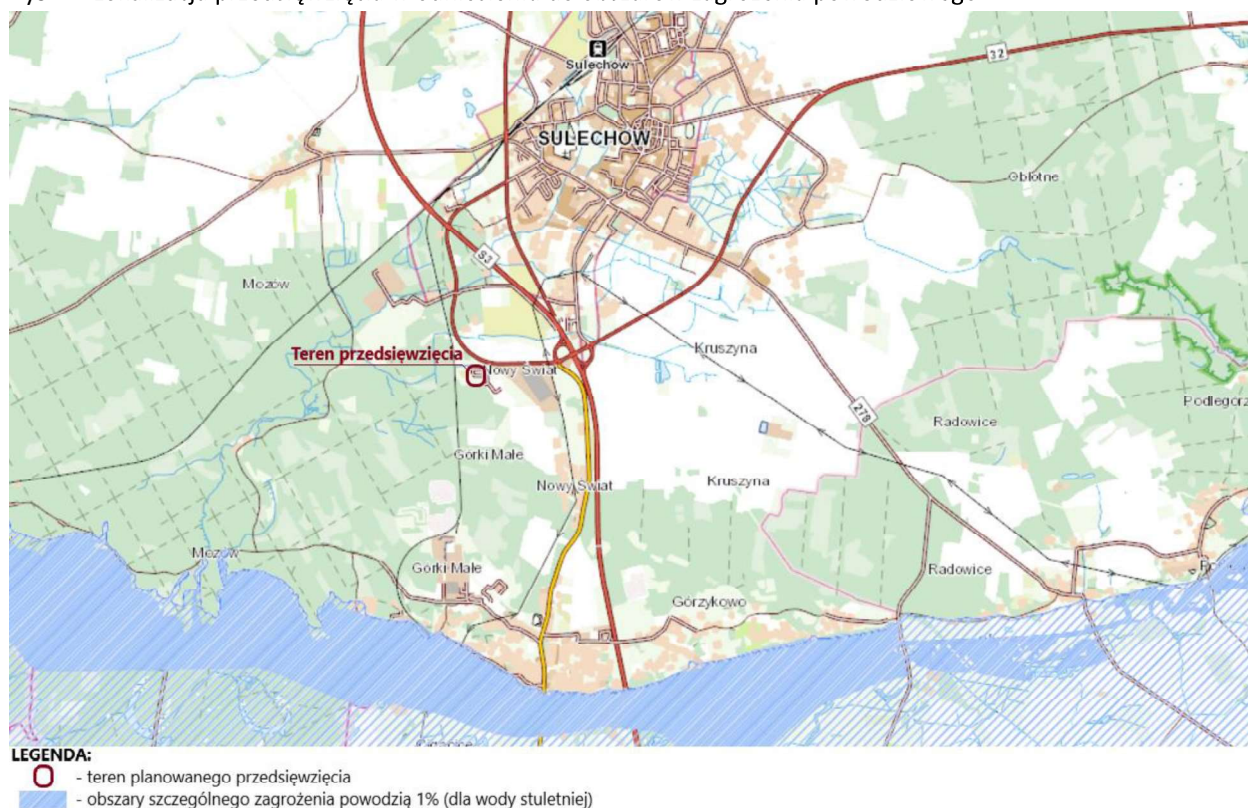 Sulechów
SULECHÓW
32
Obłotne
S3
Mozów
Kruszyna
Teren przedsięwzięcia
Nowy Świat
278
Podlegórz
Radowice
Górki Małe
Nowy Świat
Kruszyna
Mozów
Górki Małe
Radowice
Górzykowo
LEGENDA:
- teren planowanego przedsięwzięcia
- obszary szczególnego zagrożenia powodzią 1% (dla wody stuletniej)